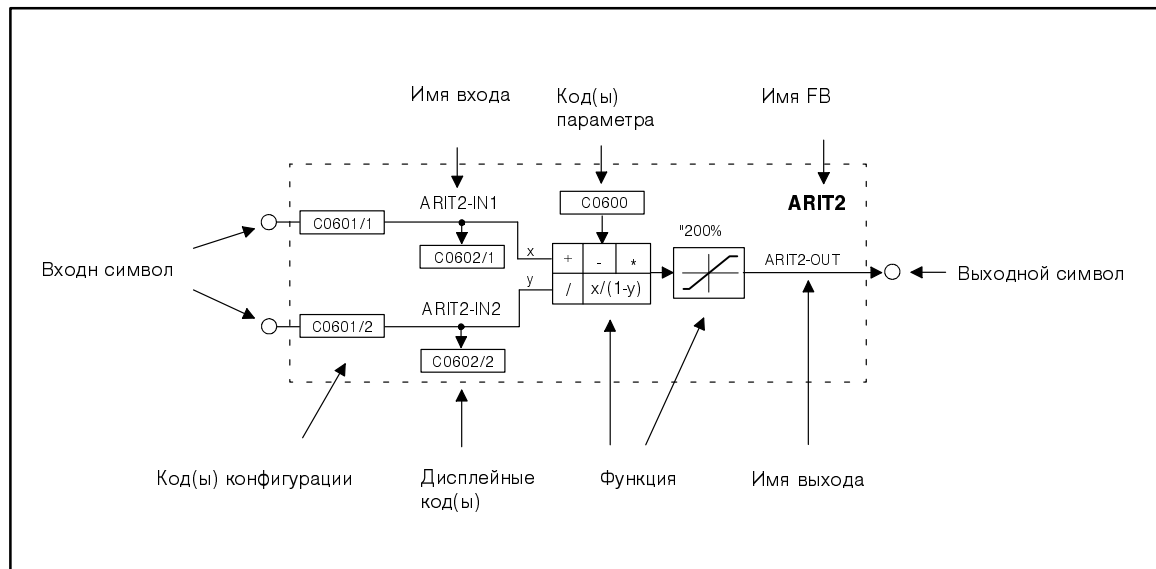 Имя входа
Код(ы)
параметра
Имя FB
ARIT2-IN1
C0600
ARIT2
C0601/1
"200%
C0602/1
x
+
-
*
ARIT2-OUT
Входн символ
Выходной символ
y
/
x/(1-y)
ARIT2-IN2
C0601/2
C0602/2
Код(ы) конфигурации
Дисплейные
код(ы)
Функция
Имя выхода